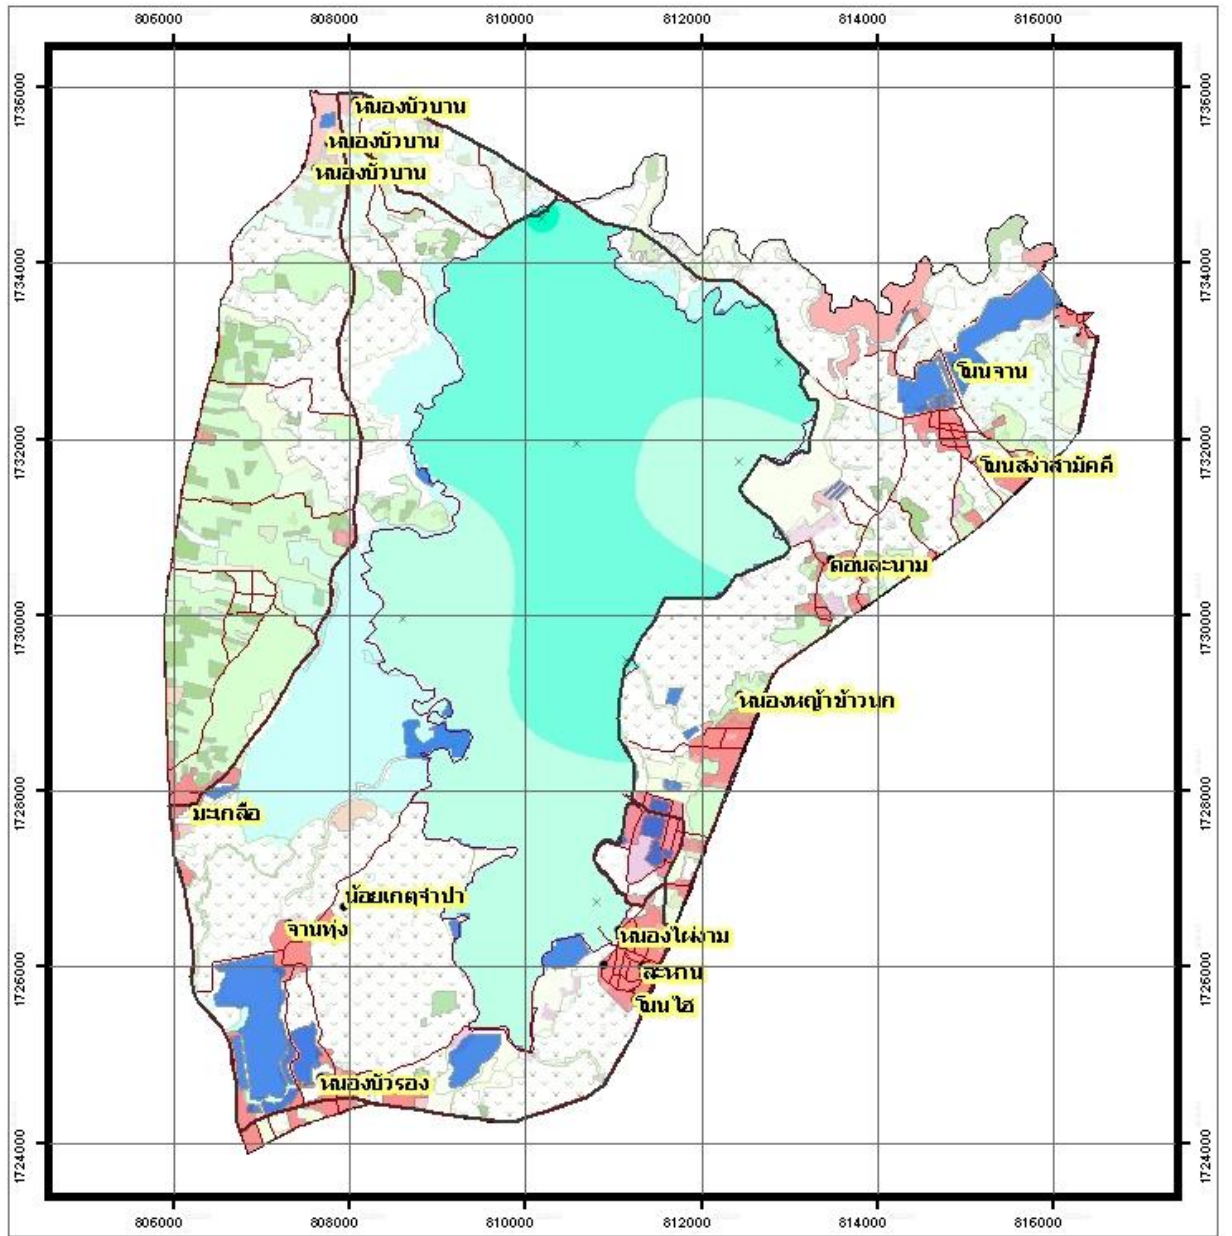 806000
808000
810000
812000
814000
816000
1736000
1736000
หนองบัวบาน
หนองบัวบาน
หนองบัวบาน
1734000
1734000
โนนจาน
1732000
1732000
โนนสง่าสามัคคี
ดอนละนาม
1730000
1730000
หนองหญ้าข้าวนก
1728000
1728000
มะเกลือ
น้อยเกตุจำปา
จานทุ่ง
หนองไผ่งาม
1726000
ละหาน
1726000
โนนไฮ
หนองบัวรอง
1724000
1724000
806000
808000
810000
812000
814000
816000